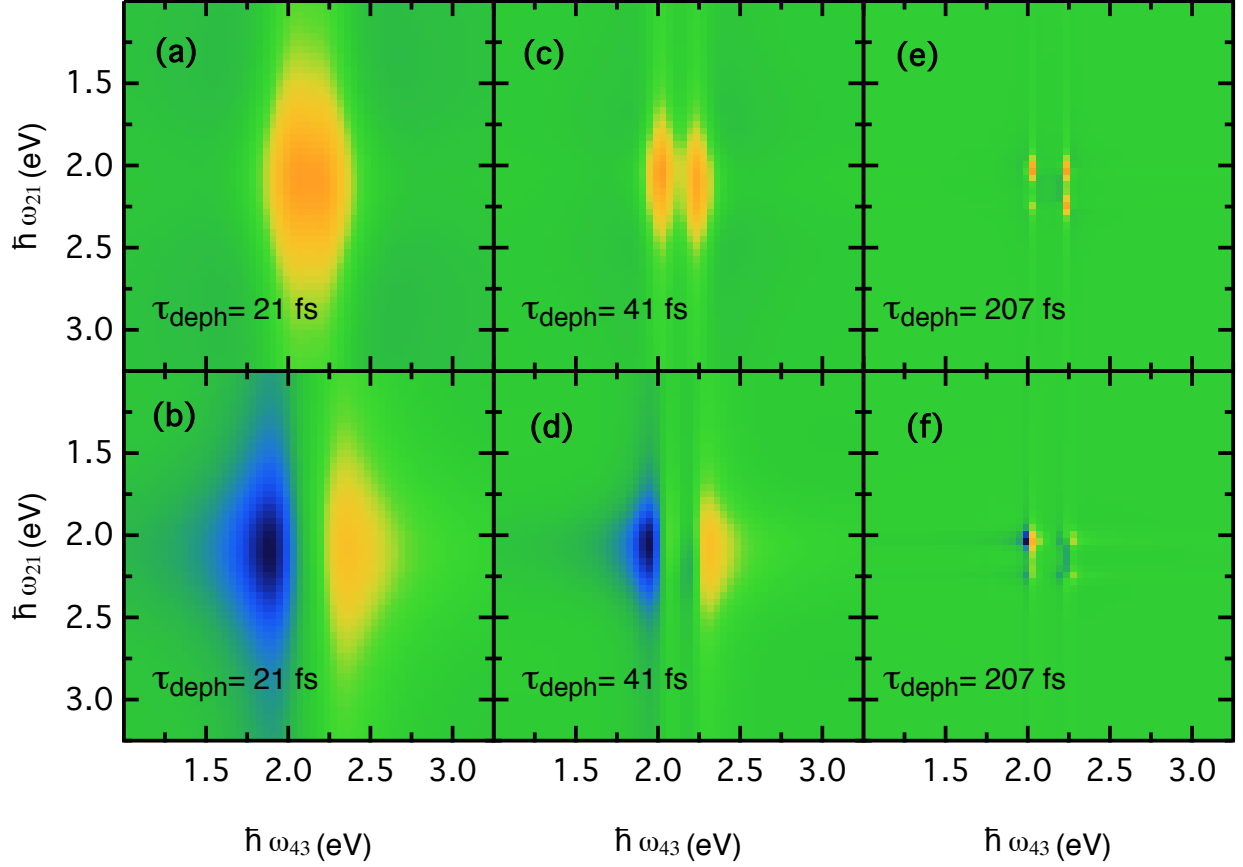 (a)
(c)
(e)
1.5
2.0
2.5
3.0
ħ ω21 (eV)
τdeph= 21 fs
τdeph= 41 fs
τdeph= 207 fs
(b)
(d)
(f)
1.5
2.0
2.5
3.0
ħ ω21 (eV)
τdeph= 21 fs
τdeph= 41 fs
τdeph= 207 fs
1.5 2.0 2.5 3.0
1.5 2.0 2.5 3.0
1.5 2.0 2.5 3.0
ħ ω43 (eV)
ħ ω43 (eV)
ħ ω43 (eV)